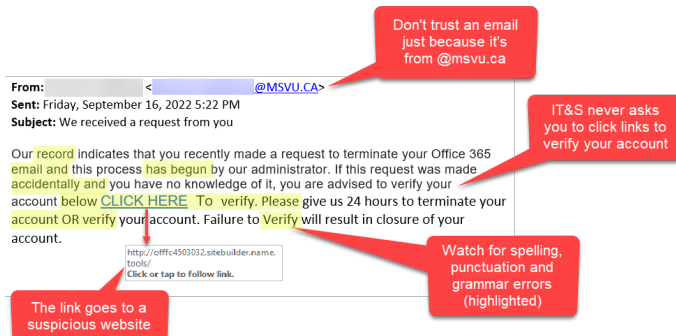 Don't trust an email
just because it's
from @msvu.ca
From: < @MSVU.CA>
Sent: Friday, September 16, 2022 5:22 PM
Subject: We received a request from you
IT&S never asks
you to click links to
verify your account
Our record indicates that you recently made a request to terminate your Office 365
email and this process has begun by our administrator. If this request was made
accidentally and you have no knowledge of it, you are advised to verify your
account below CLICK HERE To verify. Please give us 24 hours to terminate your
account OR verify your account. Failure to Verify will result in closure of your
account.
http://offfc4503032.sitebuilder.name.
tools/
Click or tap to follow link.
Watch for spelling,
punctuation and
grammar errors
(highlighted)
The link goes to a
suspicious website